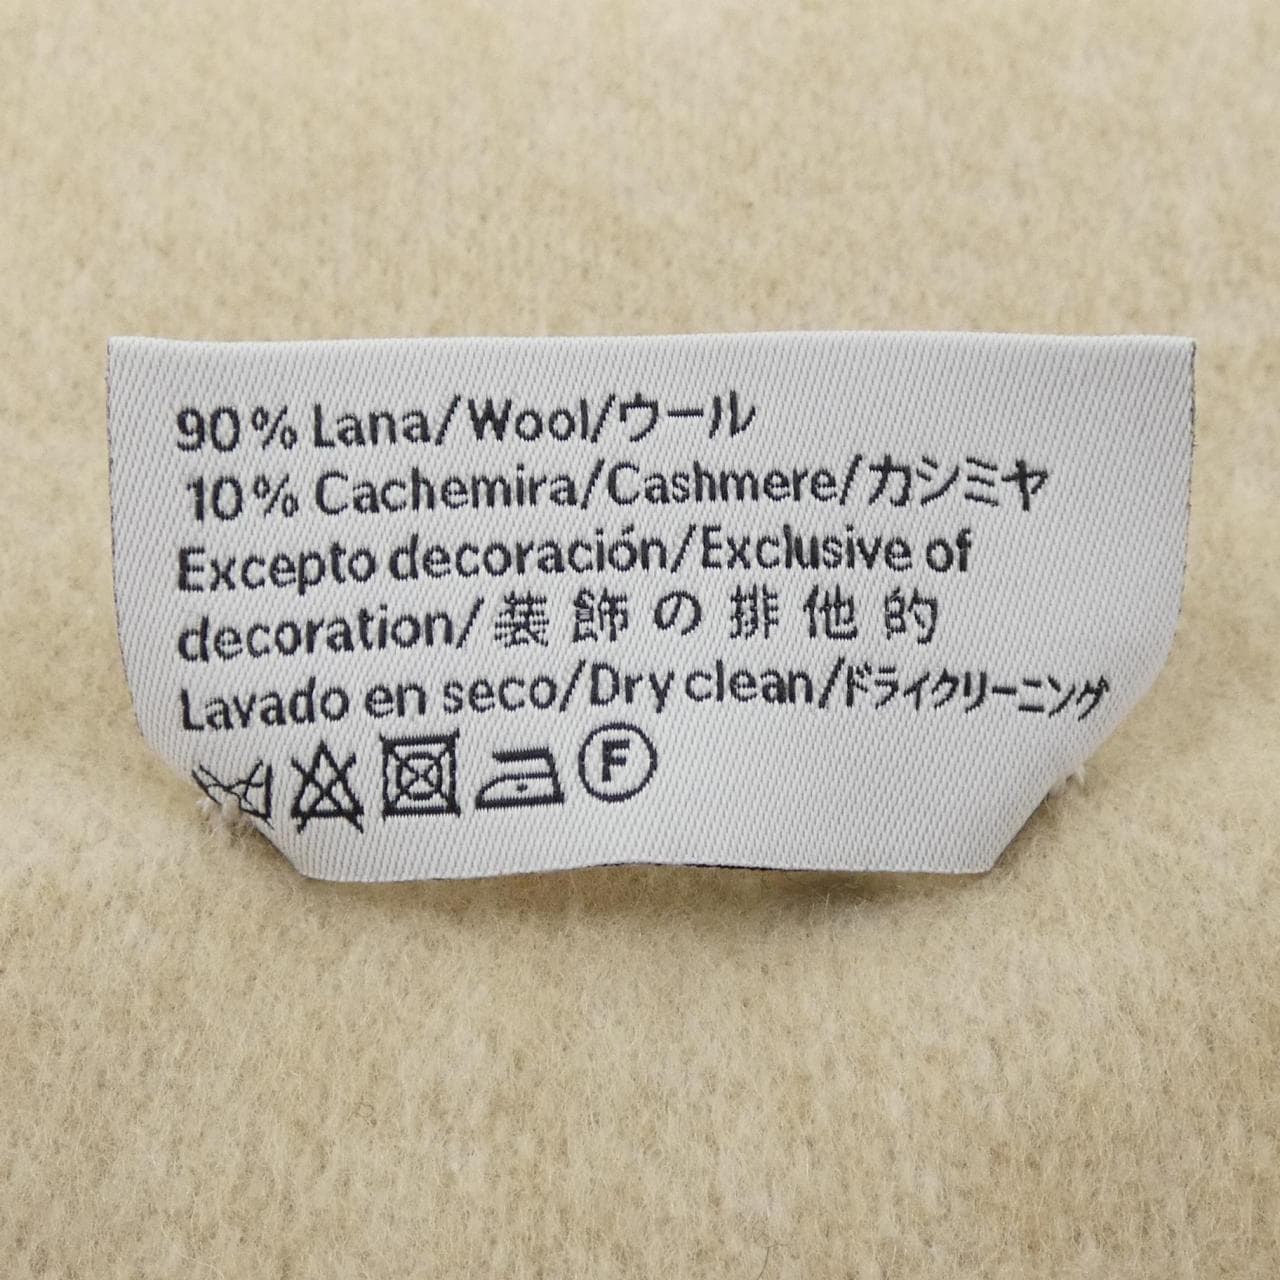 90% Lana/Wool/ウール
10% Cachemira/Cashmere/カシミヤ
Excepto decoración/Exclusive of
decoration/装飾の排他的
Lavado en seco/Dry clean/ドライクリーニング
F